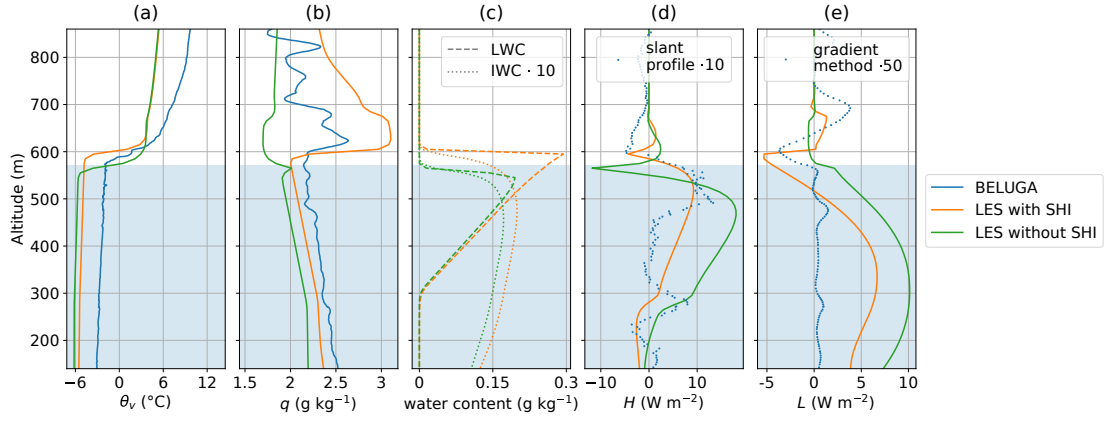 (a) (b) (c) (d) (e)
Altitude (m)
800
700
600
500
400
300
200
−6 0 6 12
θv (°C)
1.5 2 2.5 3
q (g kg⁻¹)
LWC
IWC · 10
0 0.15 0.3
water content (g kg⁻¹)
slant
profile ·10
−10 0 10
H (W m⁻²)
gradient
method ·50
-5 0 5 10
L (W m⁻²)
BELUGA
LES with SHI
LES without SHI